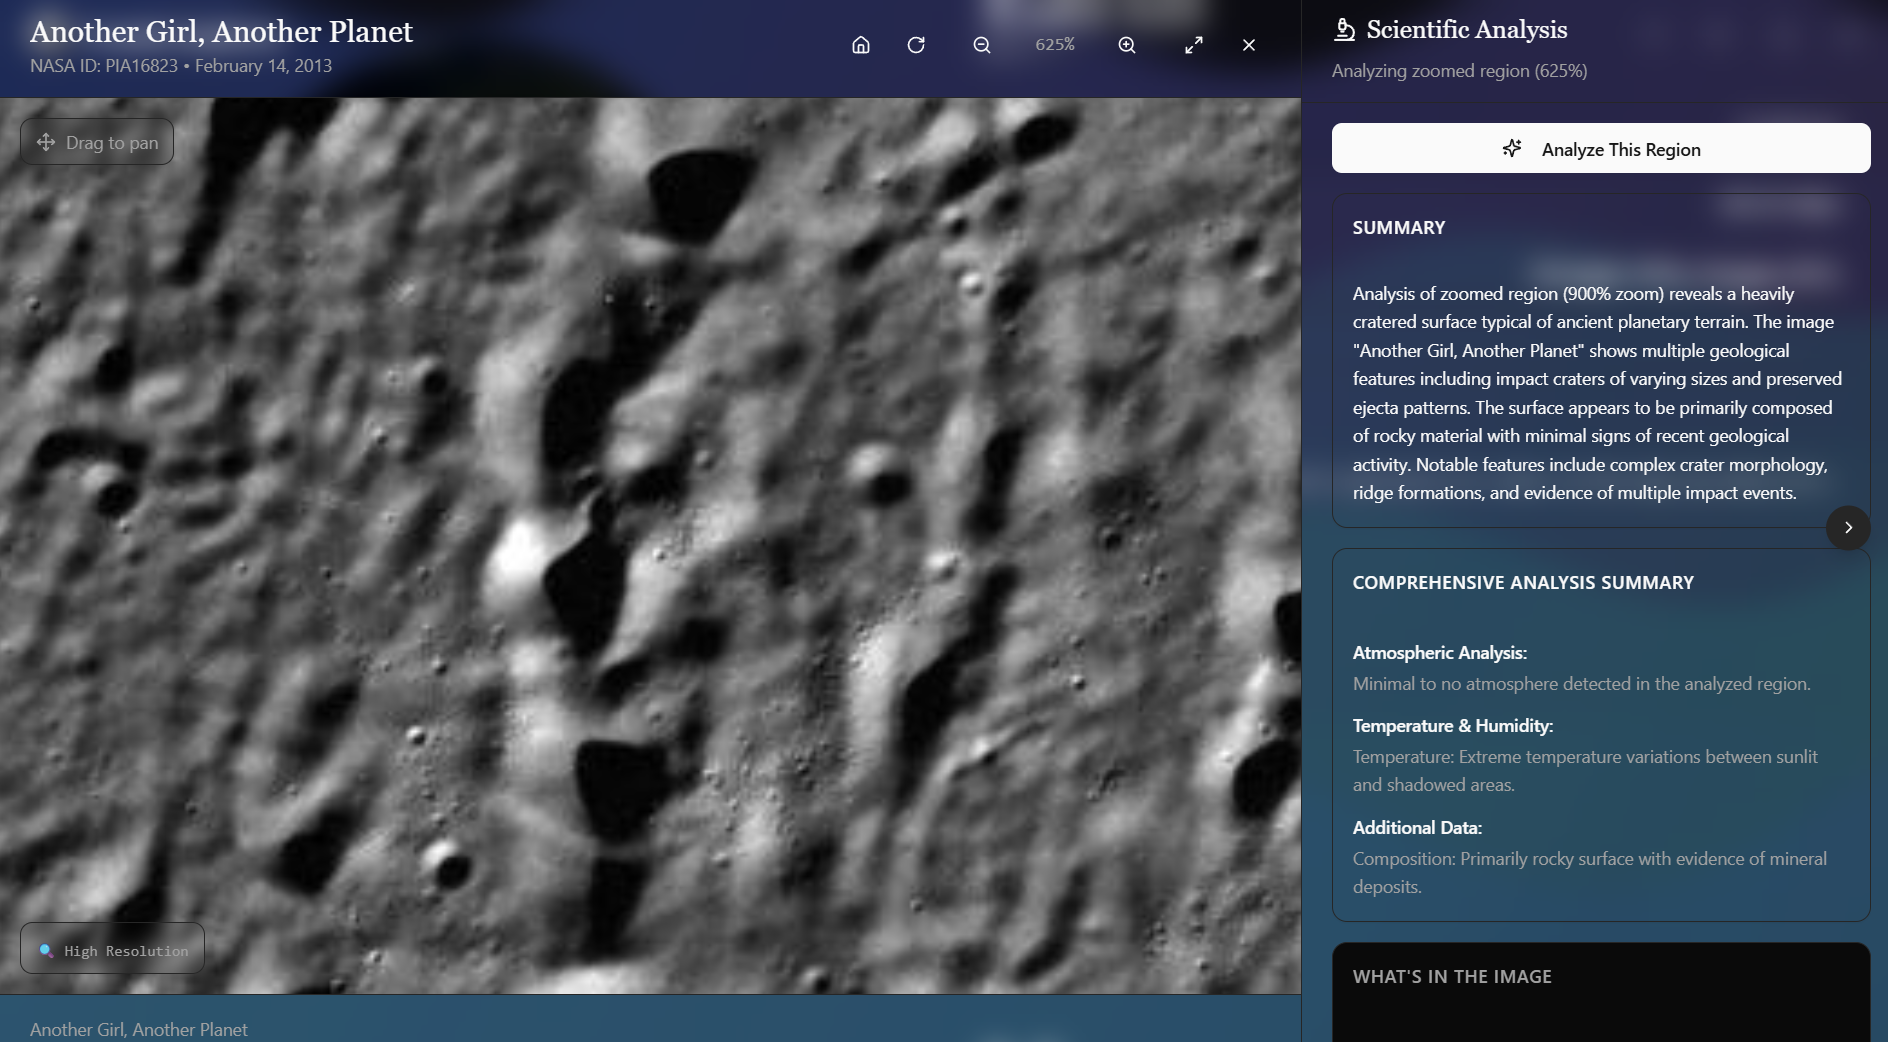 Another Girl, Another Planet
NASA ID: PIA16823 • February 14, 2013
625%
Drag to pan
High Resolution
Another Girl, Another Planet
Scientific Analysis
Analyzing zoomed region (625%)
Analyze This Region
SUMMARY
Analysis of zoomed region (900% zoom) reveals a heavily
cratered surface typical of ancient planetary terrain. The image
"Another Girl, Another Planet" shows multiple geological
features including impact craters of varying sizes and preserved
ejecta patterns. The surface appears to be primarily composed
of rocky material with minimal signs of recent geological
activity. Notable features include complex crater morphology,
ridge formations, and evidence of multiple impact events.
COMPREHENSIVE ANALYSIS SUMMARY
Atmospheric Analysis:
Minimal to no atmosphere detected in the analyzed region.
Temperature & Humidity:
Temperature: Extreme temperature variations between sunlit
and shadowed areas.
Additional Data:
Composition: Primarily rocky surface with evidence of mineral
deposits.
WHAT'S IN THE IMAGE